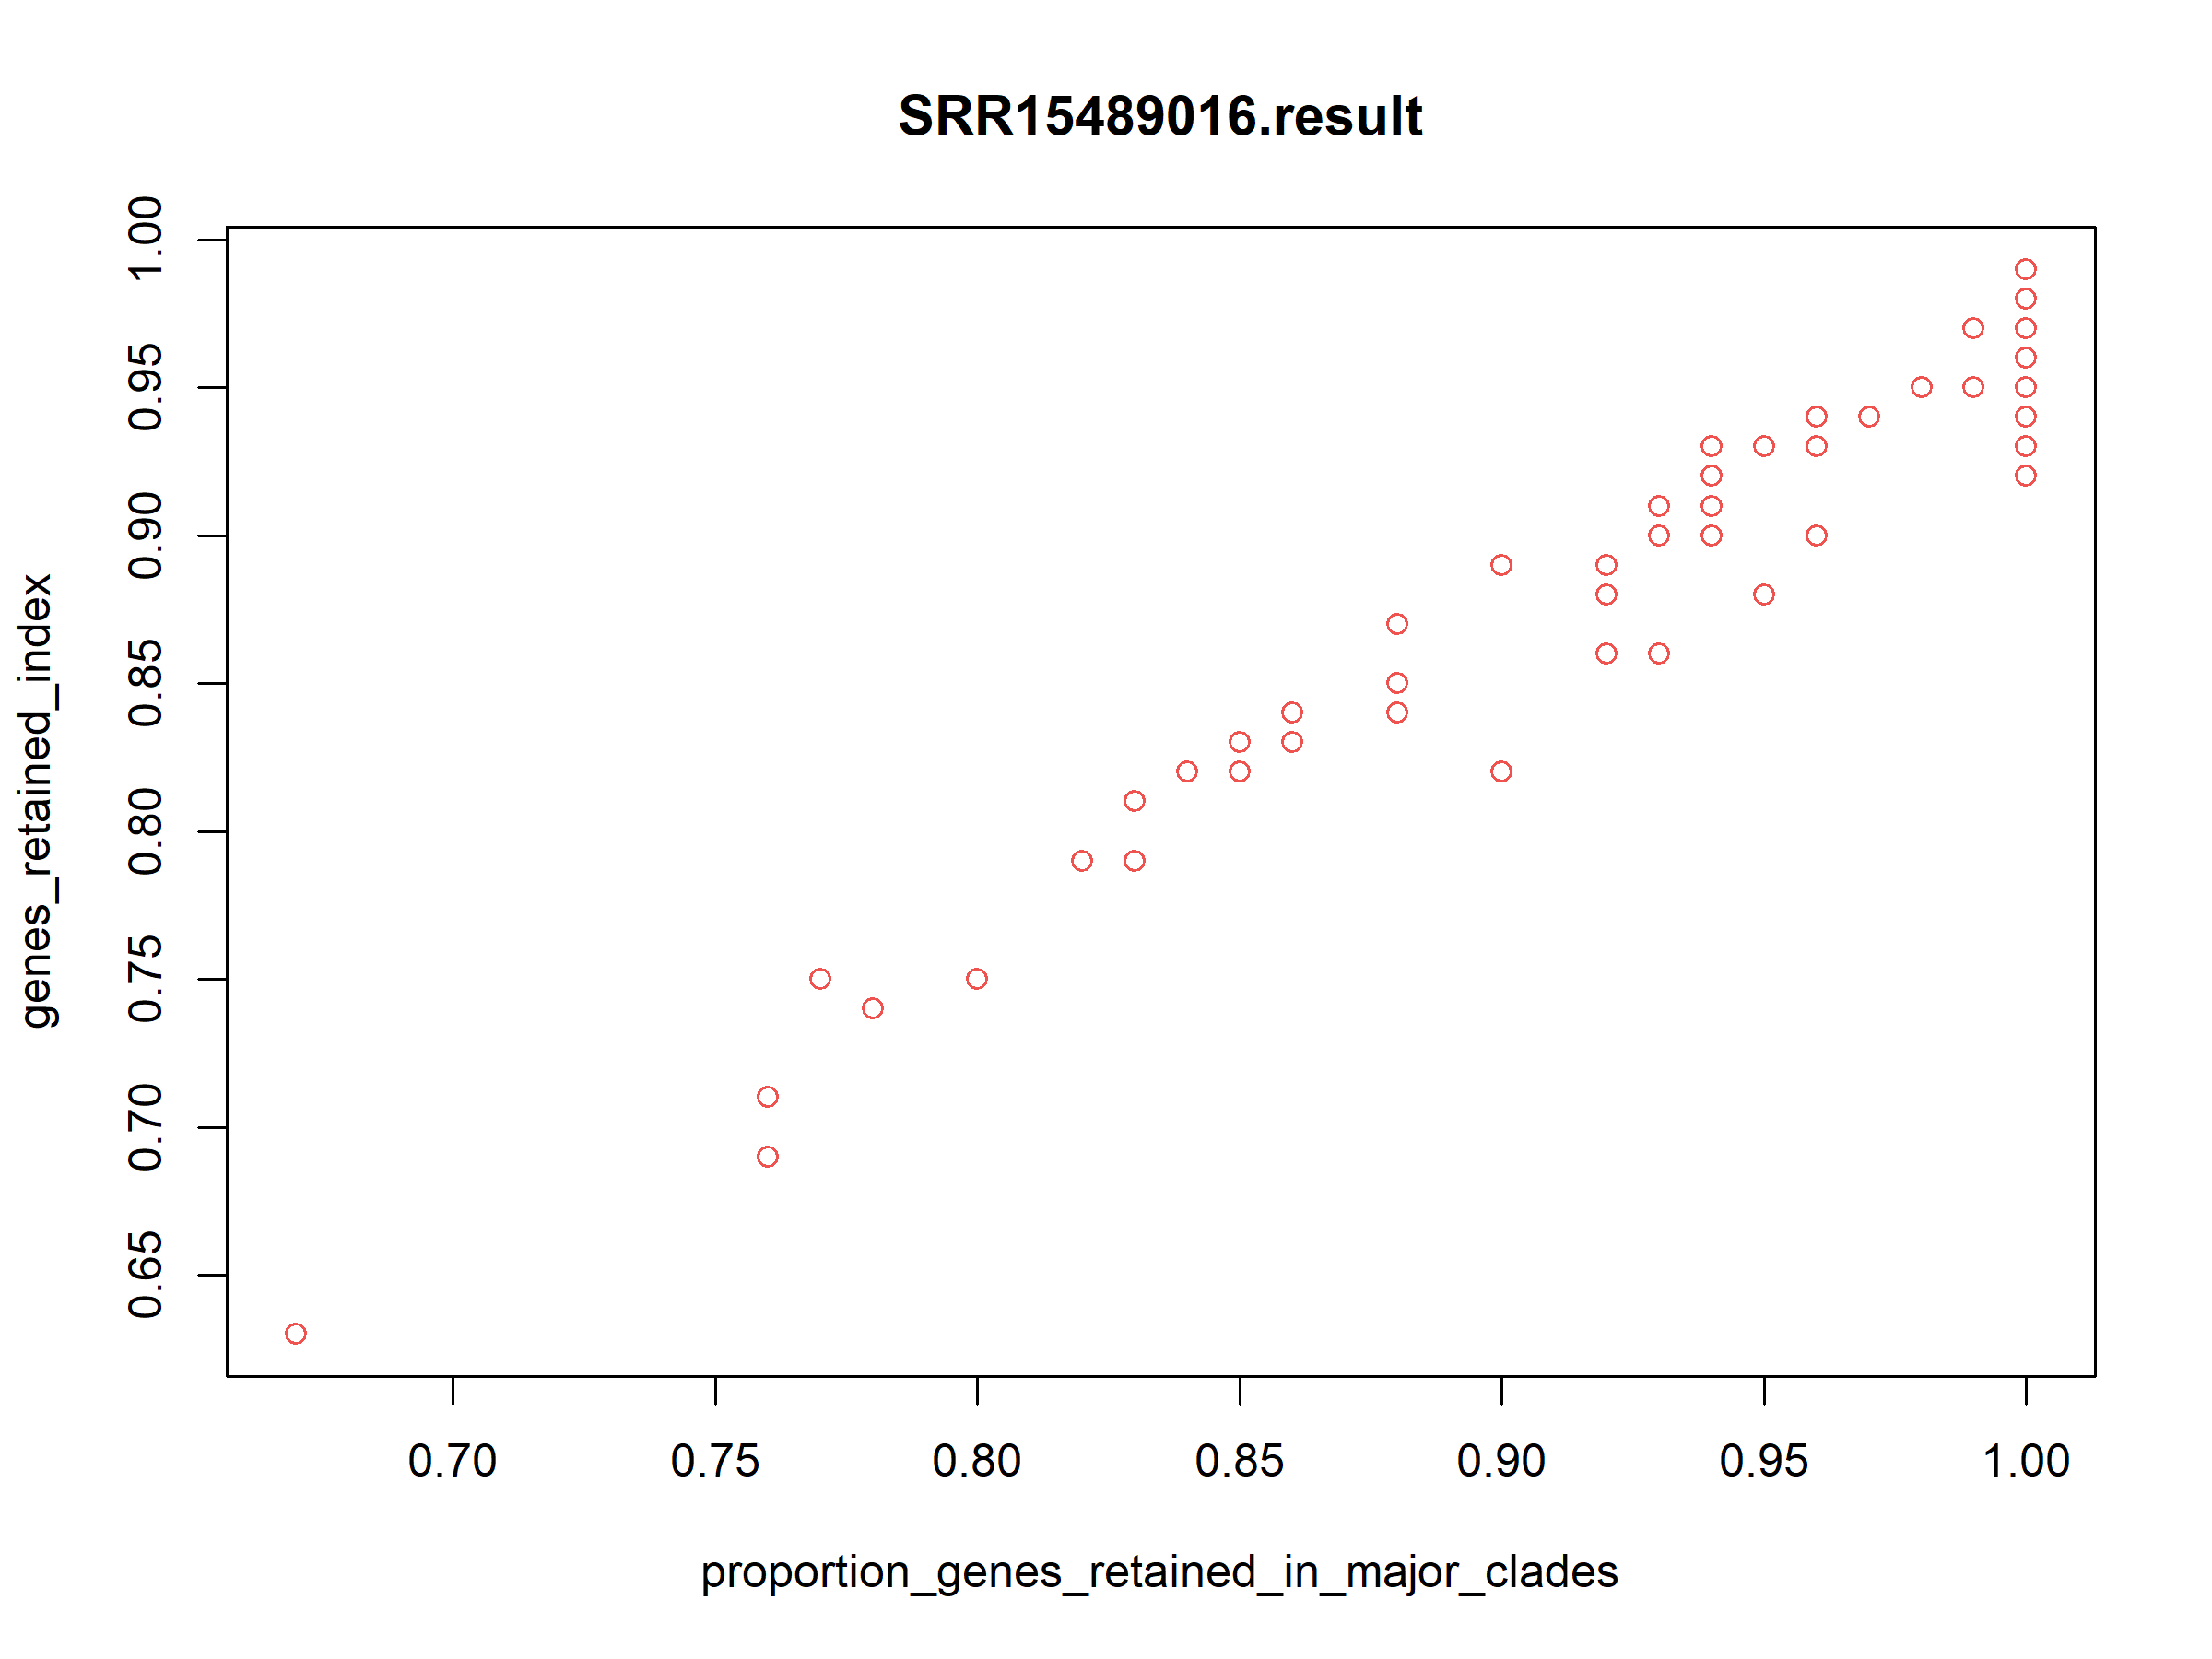 SRR15489016.result
genes_retained_index
1.00
0.95
0.90
0.85
0.80
0.75
0.70
0.65
0.70 0.75 0.80 0.85 0.90 0.95 1.00
proportion_genes_retained_in_major_clades